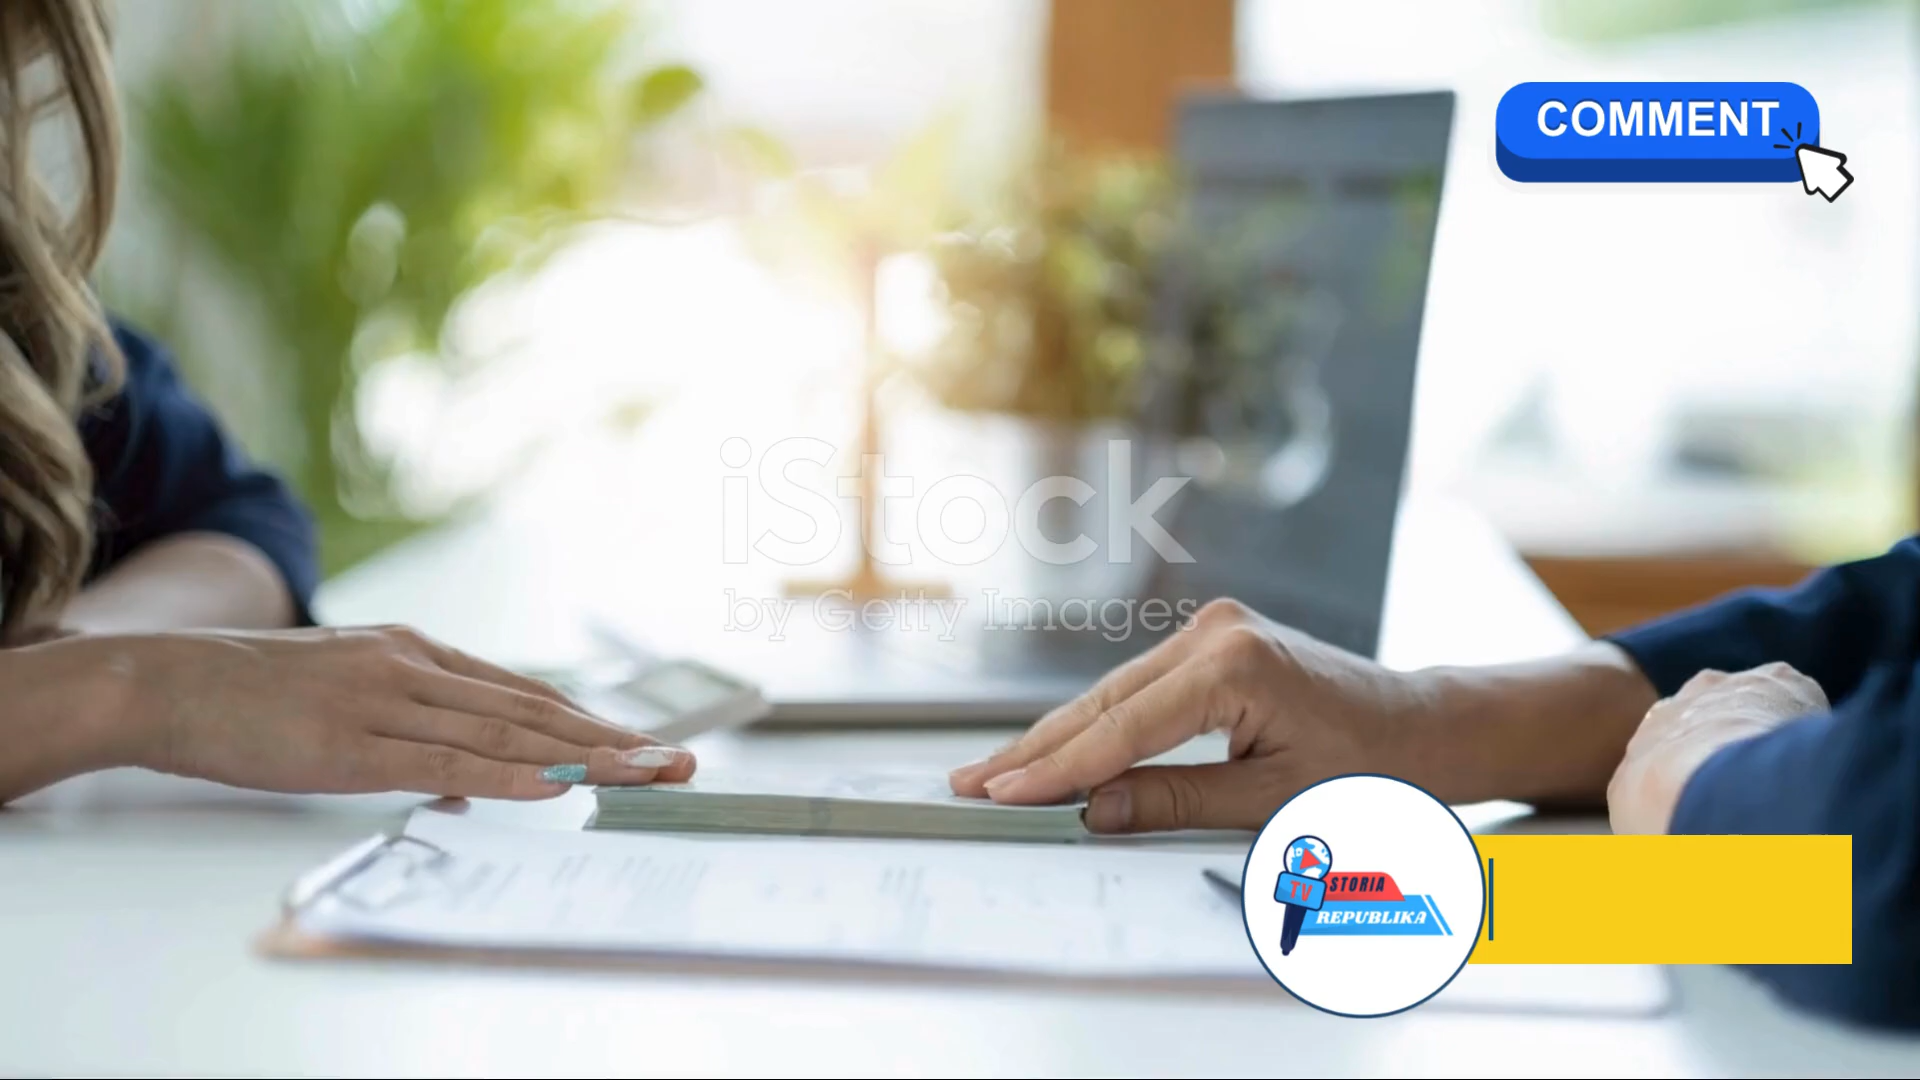 COMMENT
iStock
by Getty Images
TV
STORIA
REPUBLIKA